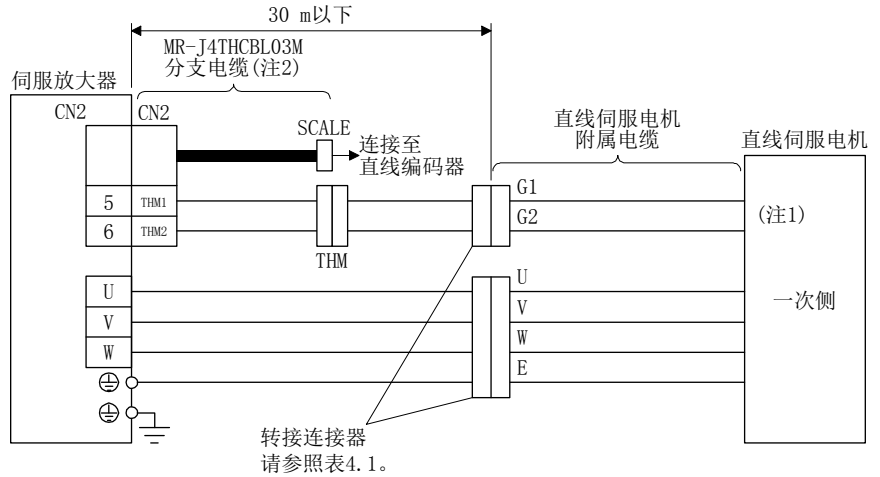 30 m以下
MR-J4THCBL03M
分支电缆(注2)
伺服放大器
CN2
CN2
SCALE
连接至
直线编码器
直线伺服电机
附属电缆
直线伺服电机
5
THM1
G1
(注1)
6
THM2
G2
THM
U
U
V
V
一次侧
W
W
E
转接连接器
请参照表4.1。